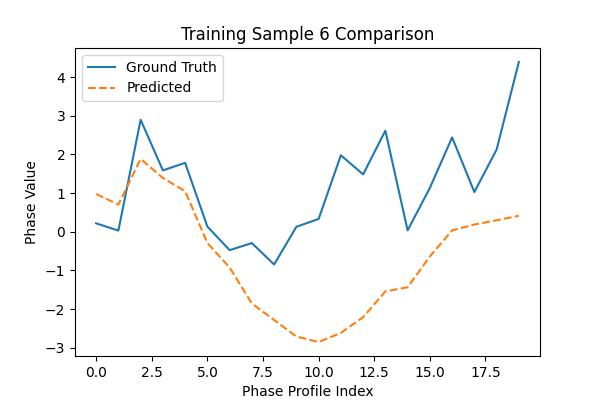 Training Sample 6 Comparison
Ground Truth
Predicted
Phase Value
4
3
2
1
0
−1
−2
−3
0.0 2.5 5.0 7.5 10.0 12.5 15.0 17.5
Phase Profile Index